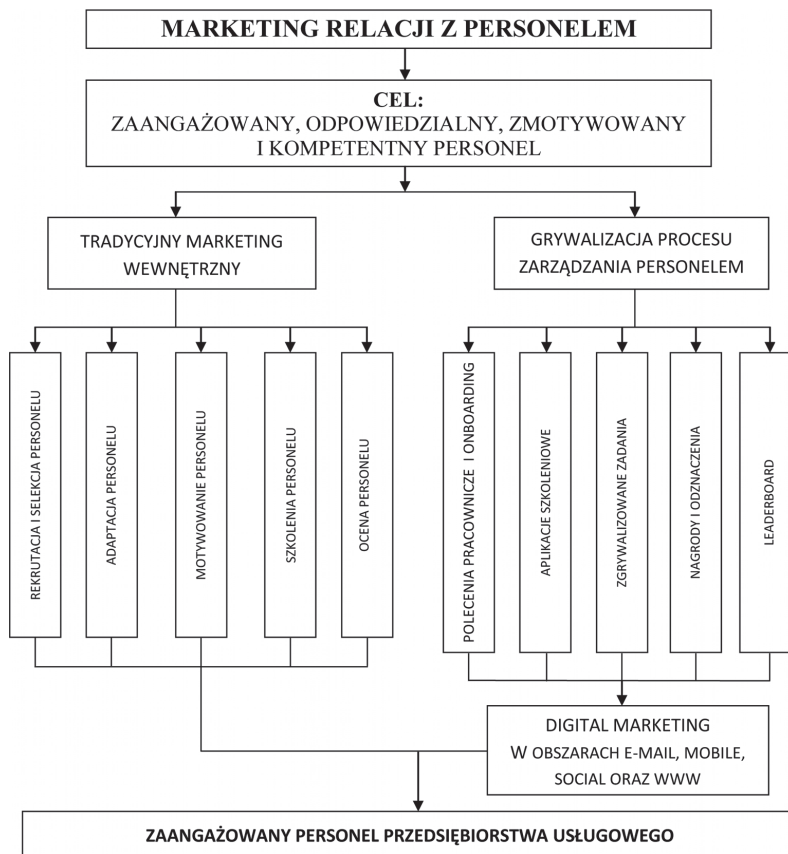 MARKETING RELACJI Z PERSONELEM
CEL:
ZAANGAŻOWANY, ODPOWIEDZIALNY, ZMOTYWOWANY
I KOMPETENTNY PERSONEL
TRADYCYJNY MARKETING
WEWNĘTRZNY
GRYWALIZACJA PROCESU
ZARZĄDZANIA PERSONELEM
REKRUTACJA I SELEKCJA PERSONELU
ADAPTACJA PERSONELU
MOTYWOWANIE PERSONELU
SZKOLENIA PERSONELU
OCENA PERSONELU
POLECENIA PRACOWNICZE I ONBOARDING
APLIKACJE SZKOLENIOWE
ZGRYWALIZOWANE ZADANIA
NAGRODY I ODZNACZENIA
LEADERBOARD
DIGITAL MARKETING
W OBSZARACH E-MAIL, MOBILE,
SOCIAL ORAZ WWW
ZAANGAŻOWANY PERSONEL PRZEDSIĘBIORSTWA USŁUGOWEGO